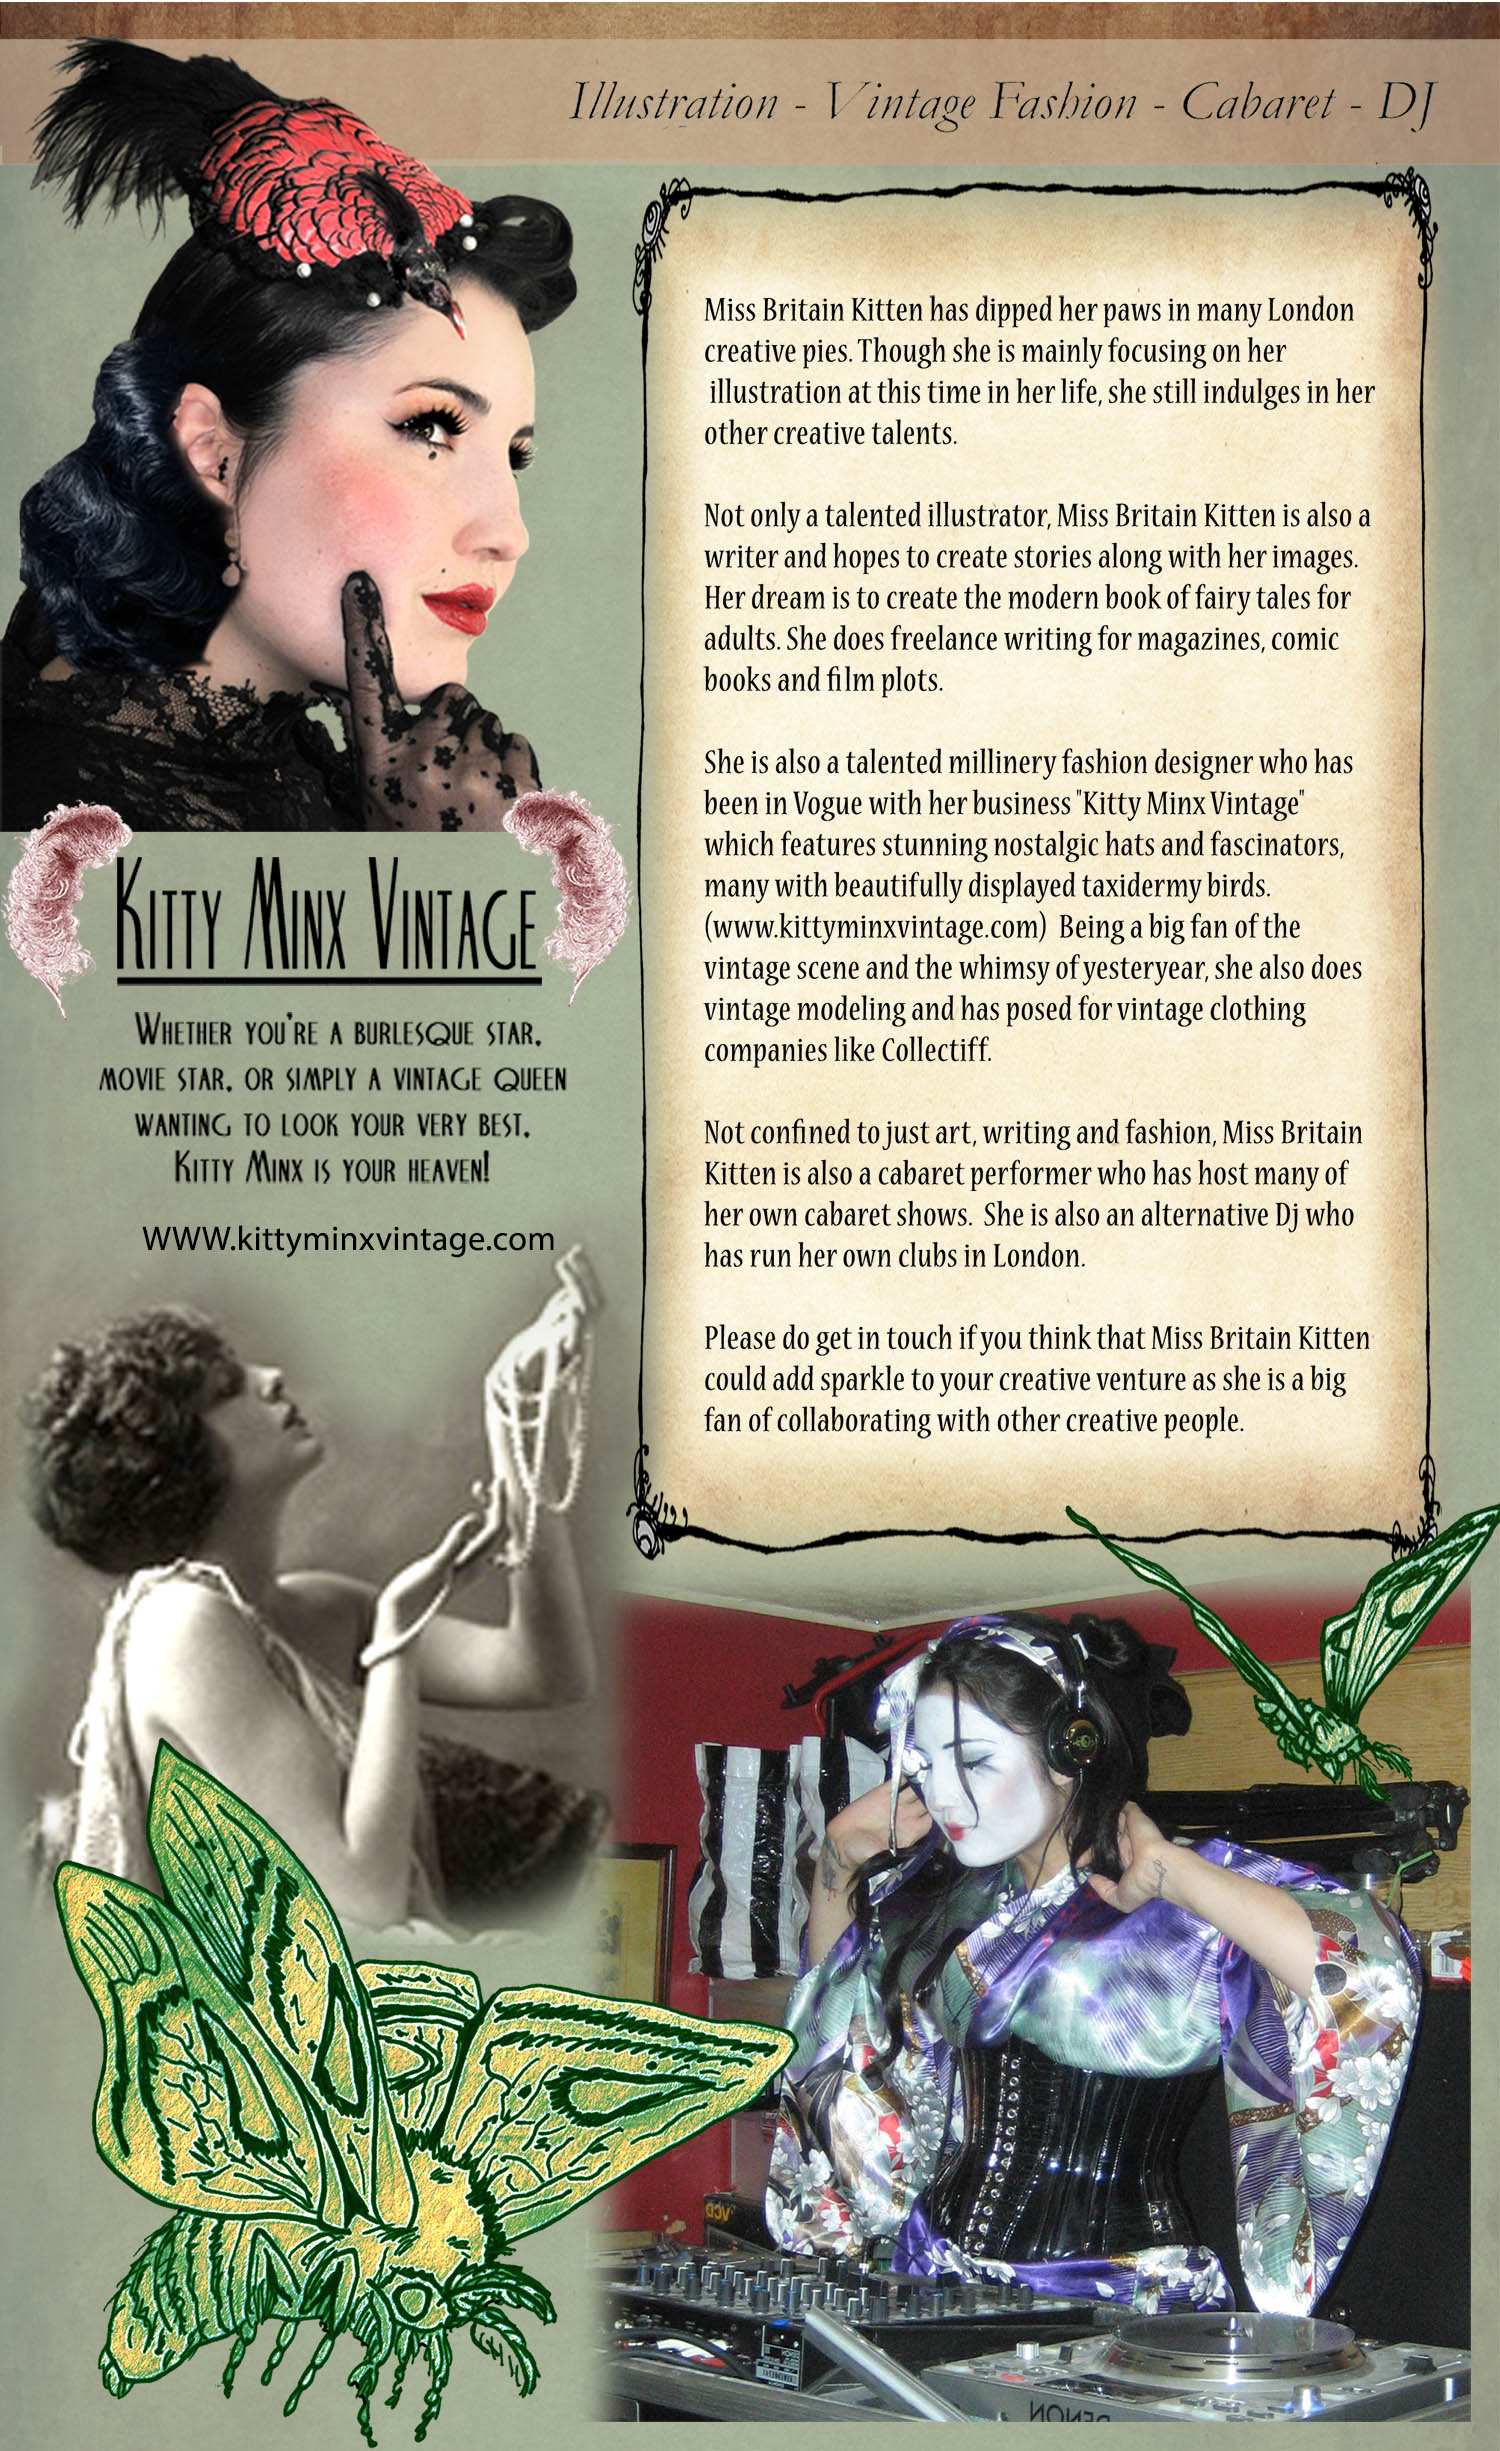 Illustration - Vintage Fashion - Cabaret - DJ
Miss Britain Kitten has dipped her paws in many London
creative pies. Though she is mainly focusing on her
illustration at this time in her life, she still indulges in her
other creative talents.
Not only a talented illustrator, Miss Britain Kitten is also a
writer and hopes to create stories along with her images.
Her dream is to create the modern book of fairy tales for
adults. She does freelance writing for magazines, comic
books and film plots.
She is also a talented millinery fashion designer who has
been in Vogue with her business "Kitty Minx Vintage"
which features stunning nostalgic hats and fascinators,
many with beautifully displayed taxidermy birds.
(www.kittyminxvintage.com) Being a big fan of the
vintage scene and the whimsy of yesteryear, she also does
vintage modeling and has posed for vintage clothing
companies like Collectiff.
Not confined to just art, writing and fashion, Miss Britain
Kitten is also a cabaret performer who has host many of
her own cabaret shows. She is also an alternative Dj who
has run her own clubs in London.
Please do get in touch if you think that Miss Britain Kitten
could add sparkle to your creative venture as she is a big
fan of collaborating with other creative people.
Kitty Minx Vintage
Whether you're a burlesque star,
movie star, or simply a vintage queen
wanting to look your very best,
Kitty Minx is your heaven!
WWW.kittyminxvintage.com
VCD
DENON